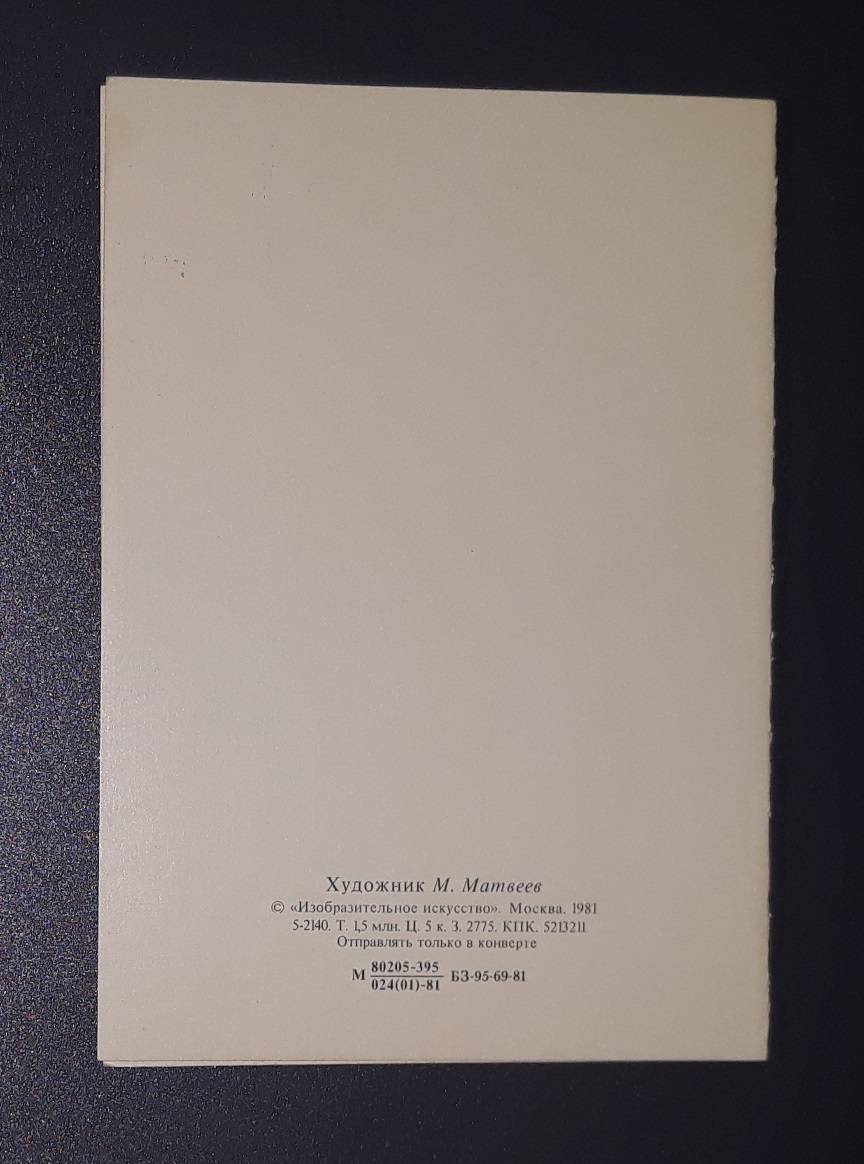 Художник М. Матвеев
© «Изобразительное искусство». Москва. 1981
5-2140. Т. 1,5 млн. Ц. 5 к. З. 2775. КПК. 5213211
Отправлять только в конверте
М 80205-395 БЗ-95-69-81
024(01)-81